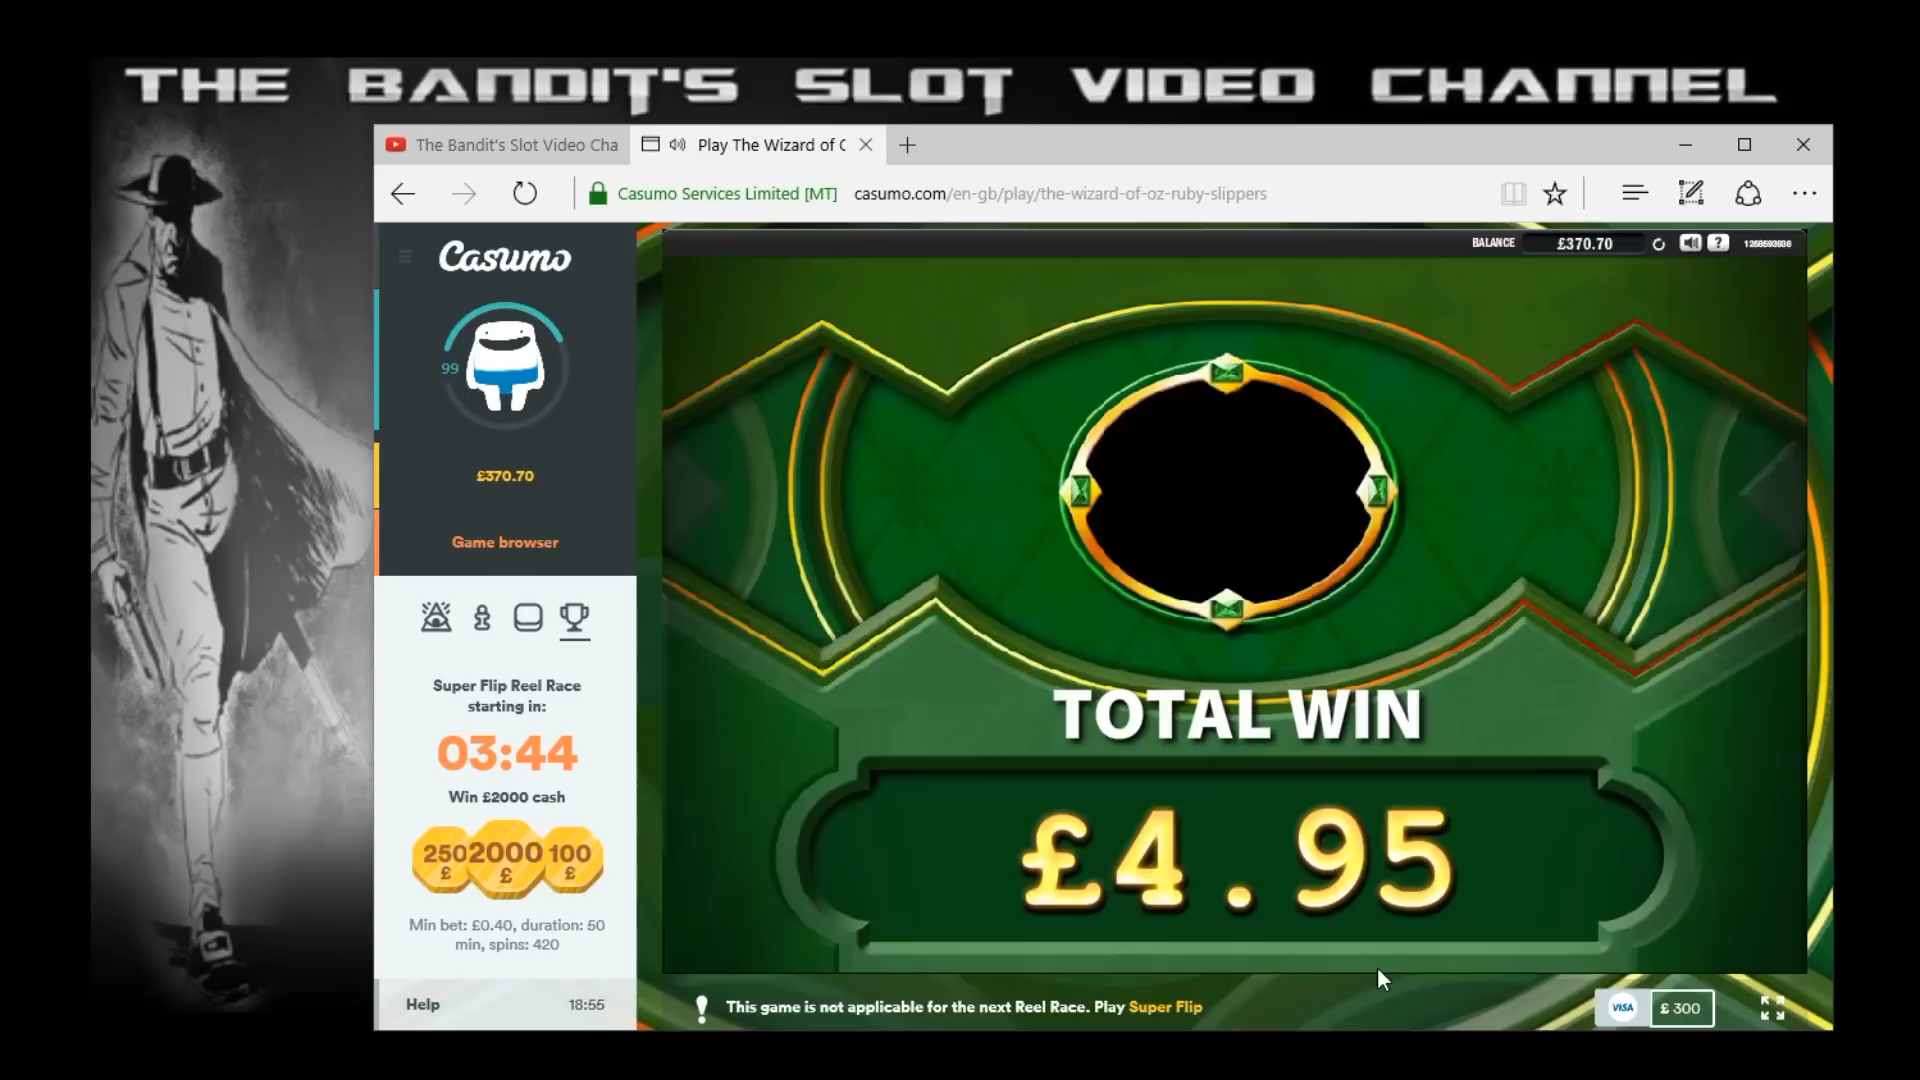 THE BANDIT'S SLOT VIDEO CHANNEL
The Bandit's Slot Video Cha
Play The Wizard of O
Casumo Services Limited [MT]
casumo.com/en-gb/play/the-wizard-of-oz-ruby-slippers
Casumo
99
£370.70
Game browser
Super Flip Reel Race
starting in:
03:44
Win £2000 cash
250 £
2000 £
100 £
Min bet: £0.40, duration: 50
min, spins: 420
Help
18:55
BALANCE
£370.70
?
1258593936
TOTAL WIN
£4.95
This game is not applicable for the next Reel Race. Play Super Flip
VISA
£ 300